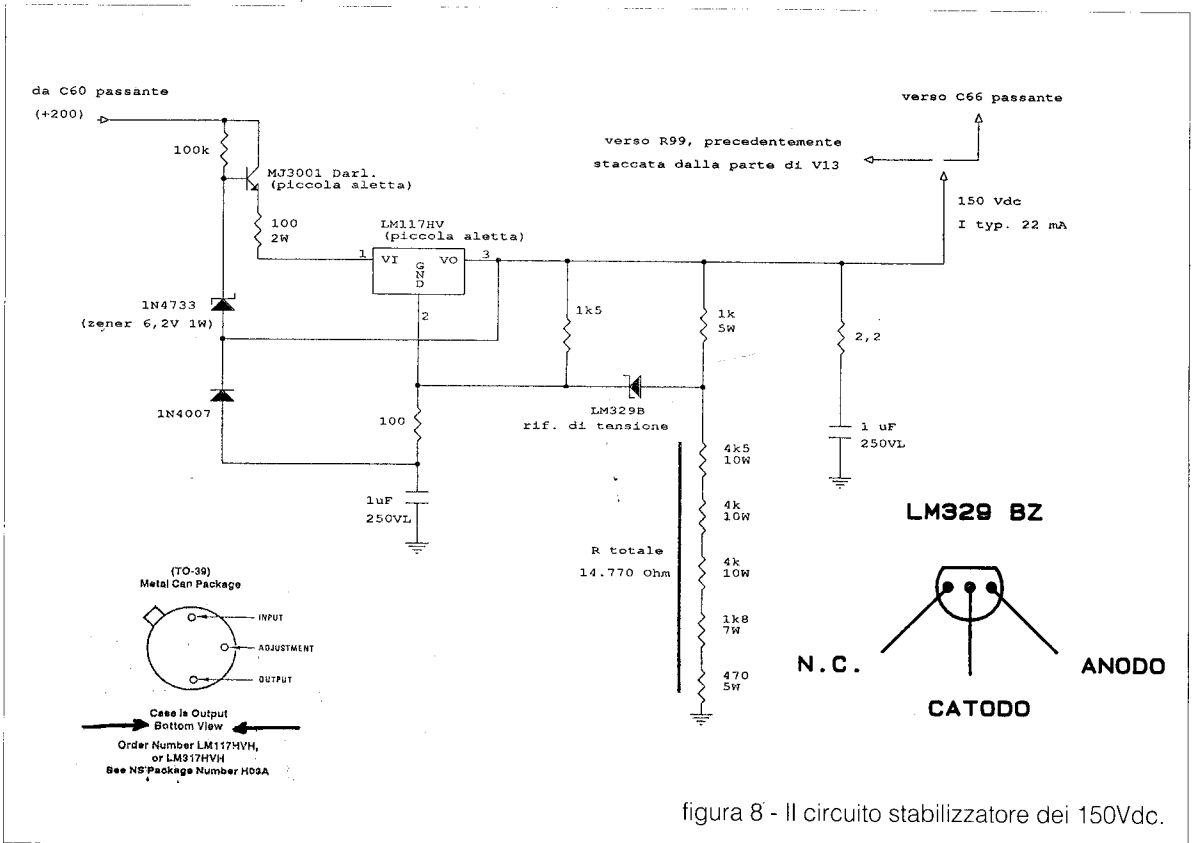 da C60 passante
(+200)
100k
MJ3001 Darl.
(piccola aletta)
100
2W
LM117HV
(piccola aletta)
1
VI
GND
VO
3
2
1N4733
(zener 6,2V 1W)
1N4007
100
1uF
250VL
1k5
LM329B
rif. di tensione
1k
5W
verso R99, precedentemente
staccata dalla parte di V13
verso C66 passante
150 Vdc
I typ. 22 mA
2,2
1 uF
250VL
4k5
10W
4k
10W
4k
10W
1k8
7W
470
5W
R totale
14.770 Ohm
LM329 BZ
N.C.
CATODO
ANODO
(TO-39)
Metal Can Package
INPUT
ADJUSTMENT
OUTPUT
Case is Output
Bottom View
Order Number LM117HVH,
or LM317HVH
See NS Package Number H03A
figura 8 - Il circuito stabilizzatore dei 150Vdc.